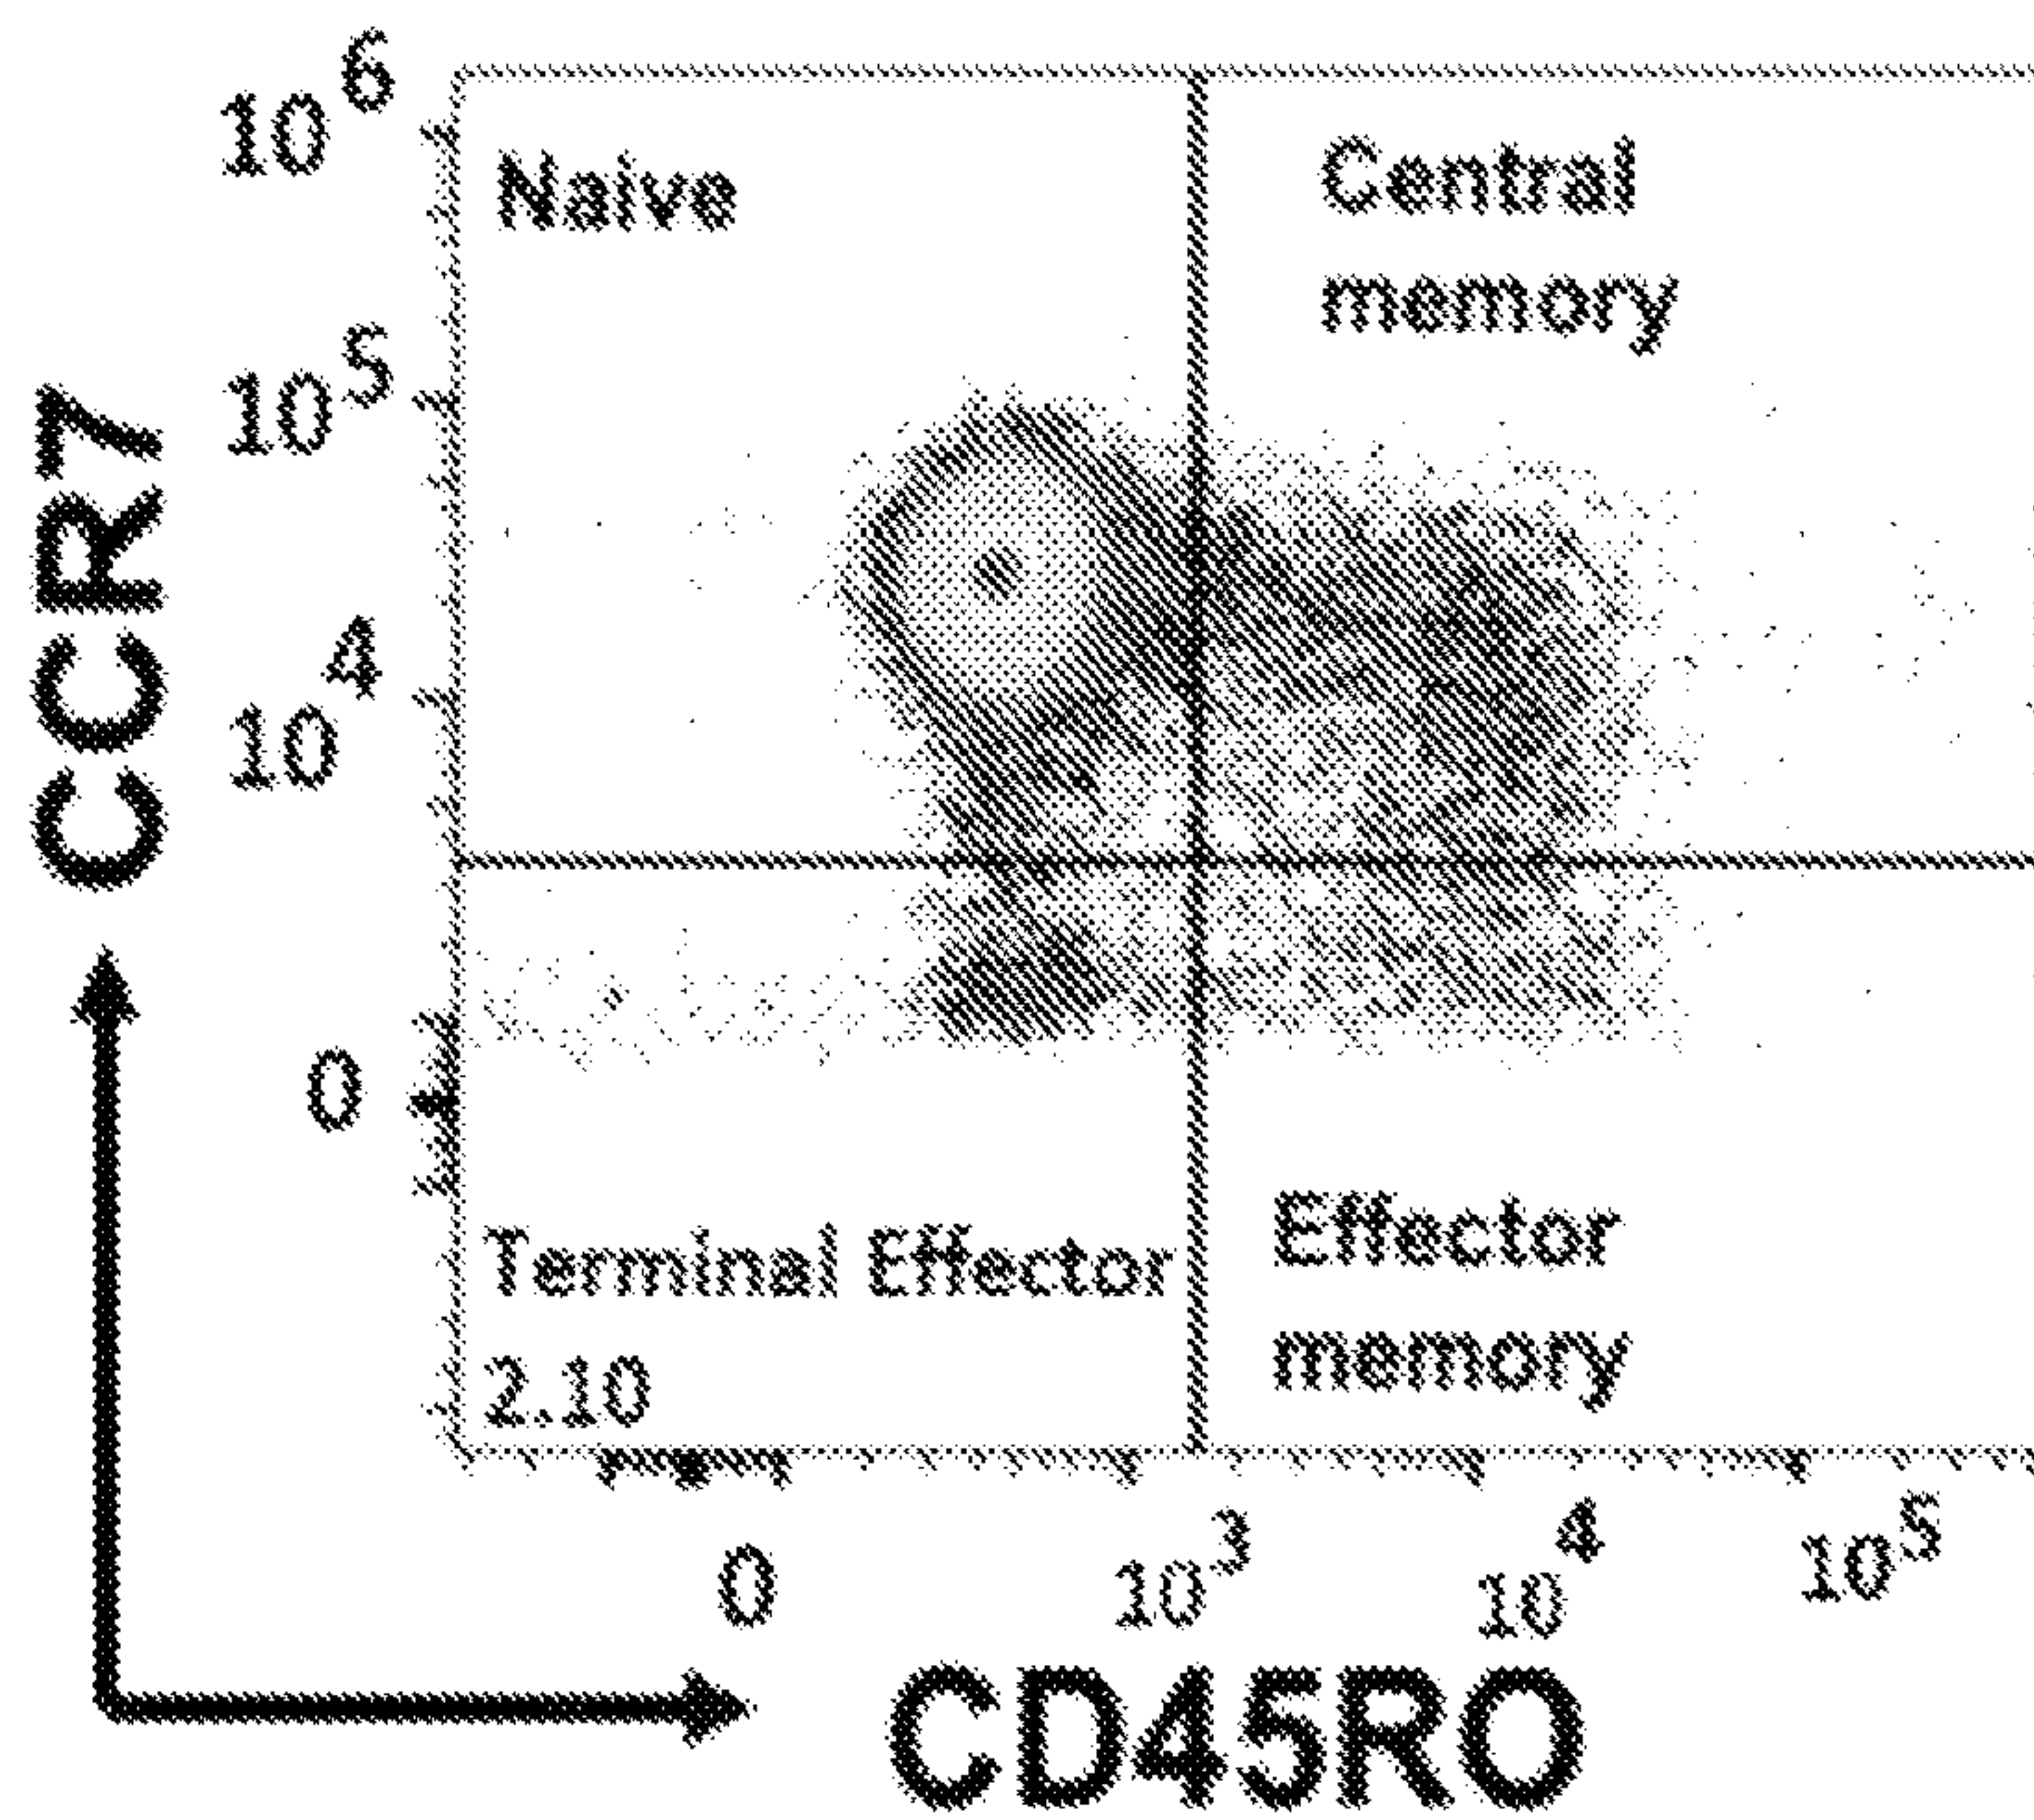 10^6
Naive
Central
memory
10^5
CCR7
10^4
0
Terminal Effector
Effector
memory
2.10
0
10^3
10^4
10^5
CD45RO